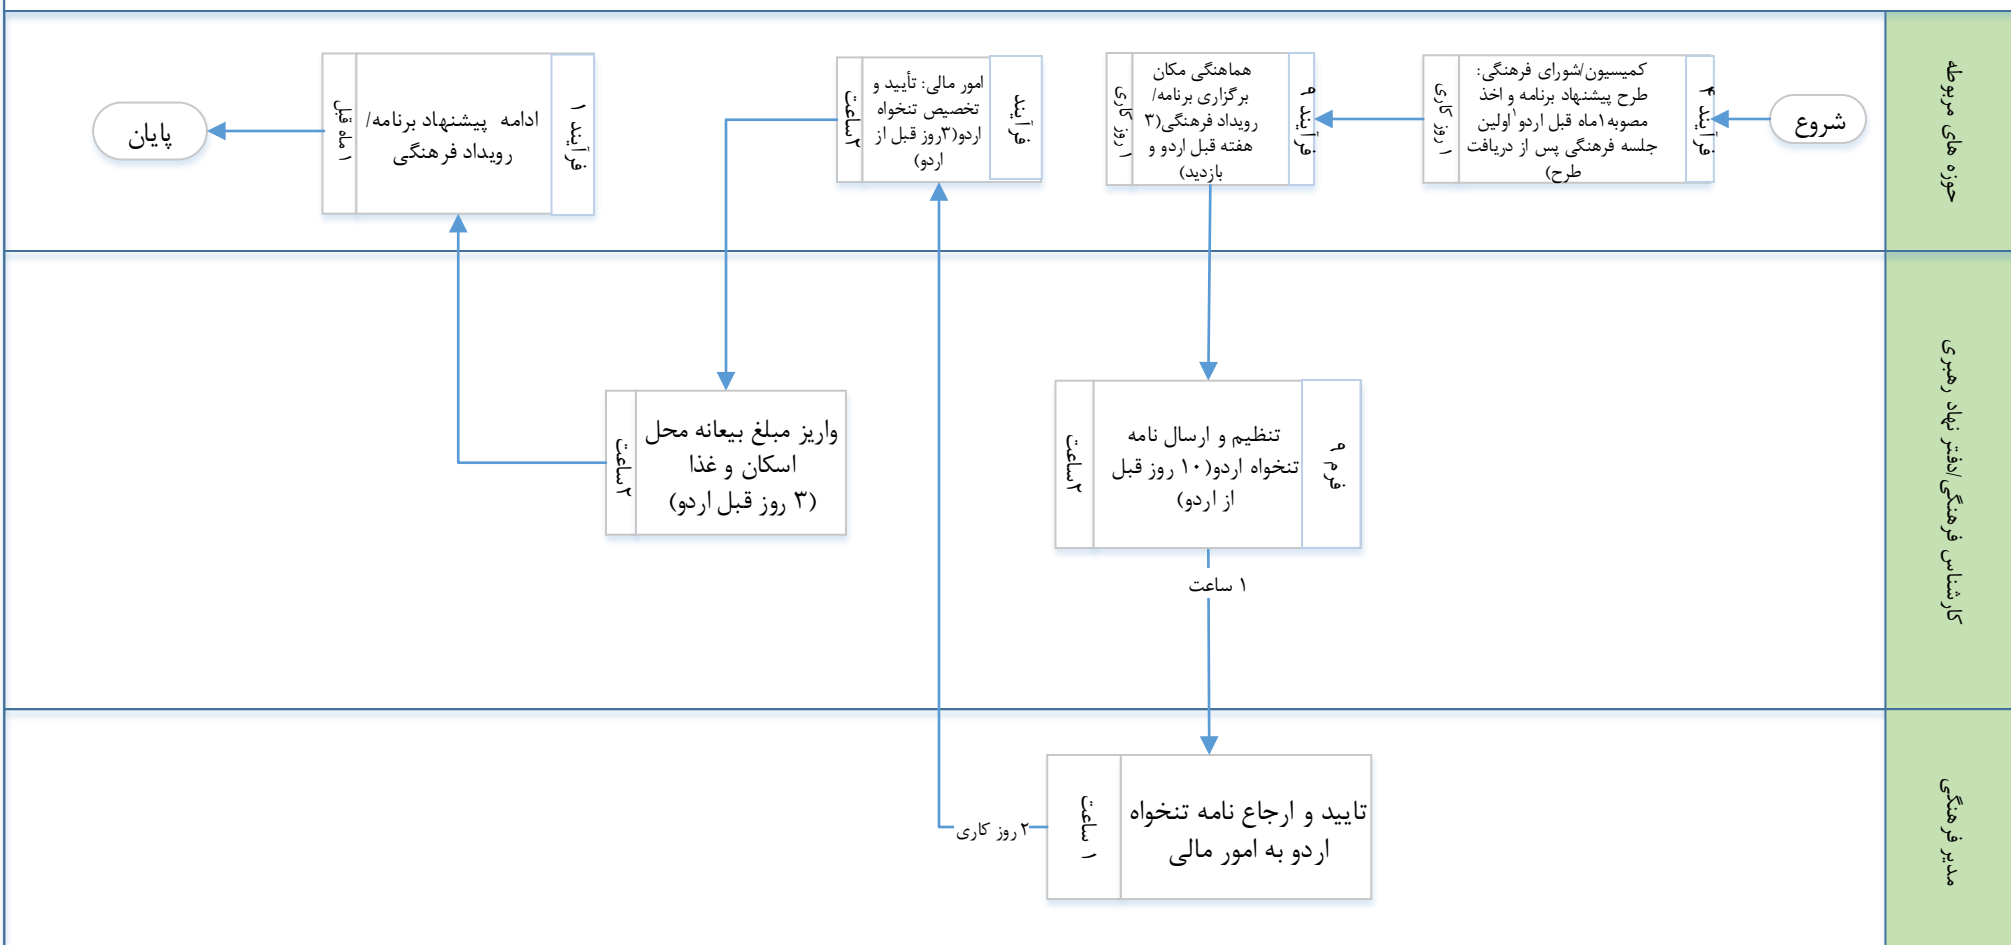 حوزه های مربوطه
شروع
فرآیند ۴
کمیسیون/شورای فرهنگی:
طرح پیشنهاد برنامه و اخذ
مصوبه۱ماه قبل اردو'اولین
جلسه فرهنگی پس از دریافت
طرح)
۱ روز کاری
فرآیند ۹
هماهنگی مکان
برگزاری برنامه/
رویداد فرهنگی(۳
هفته قبل اردو و
بازدید)
۱ روز کاری
فرآیند
امور مالی: تأیید و
تخصیص تنخواه
اردو(۳روز قبل از
اردو)
۲ساعت
فرآیند ۱
ادامه پیشنهاد برنامه/
رویداد فرهنگی
۱ ماه قبل
پایان
کارشناس فرهنگی/دفتر نهاد رهبری
فرم ۹
تنظیم و ارسال نامه
تنخواه اردو(۱۰ روز قبل
از اردو)
۲ساعت
واریز مبلغ بیعانه محل
اسکان و غذا
(۳ روز قبل اردو)
۲ساعت
۱ ساعت
مدیر فرهنگی
تایید و ارجاع نامه تنخواه
اردو به امور مالی
۱ ساعت
۲ روز کاری